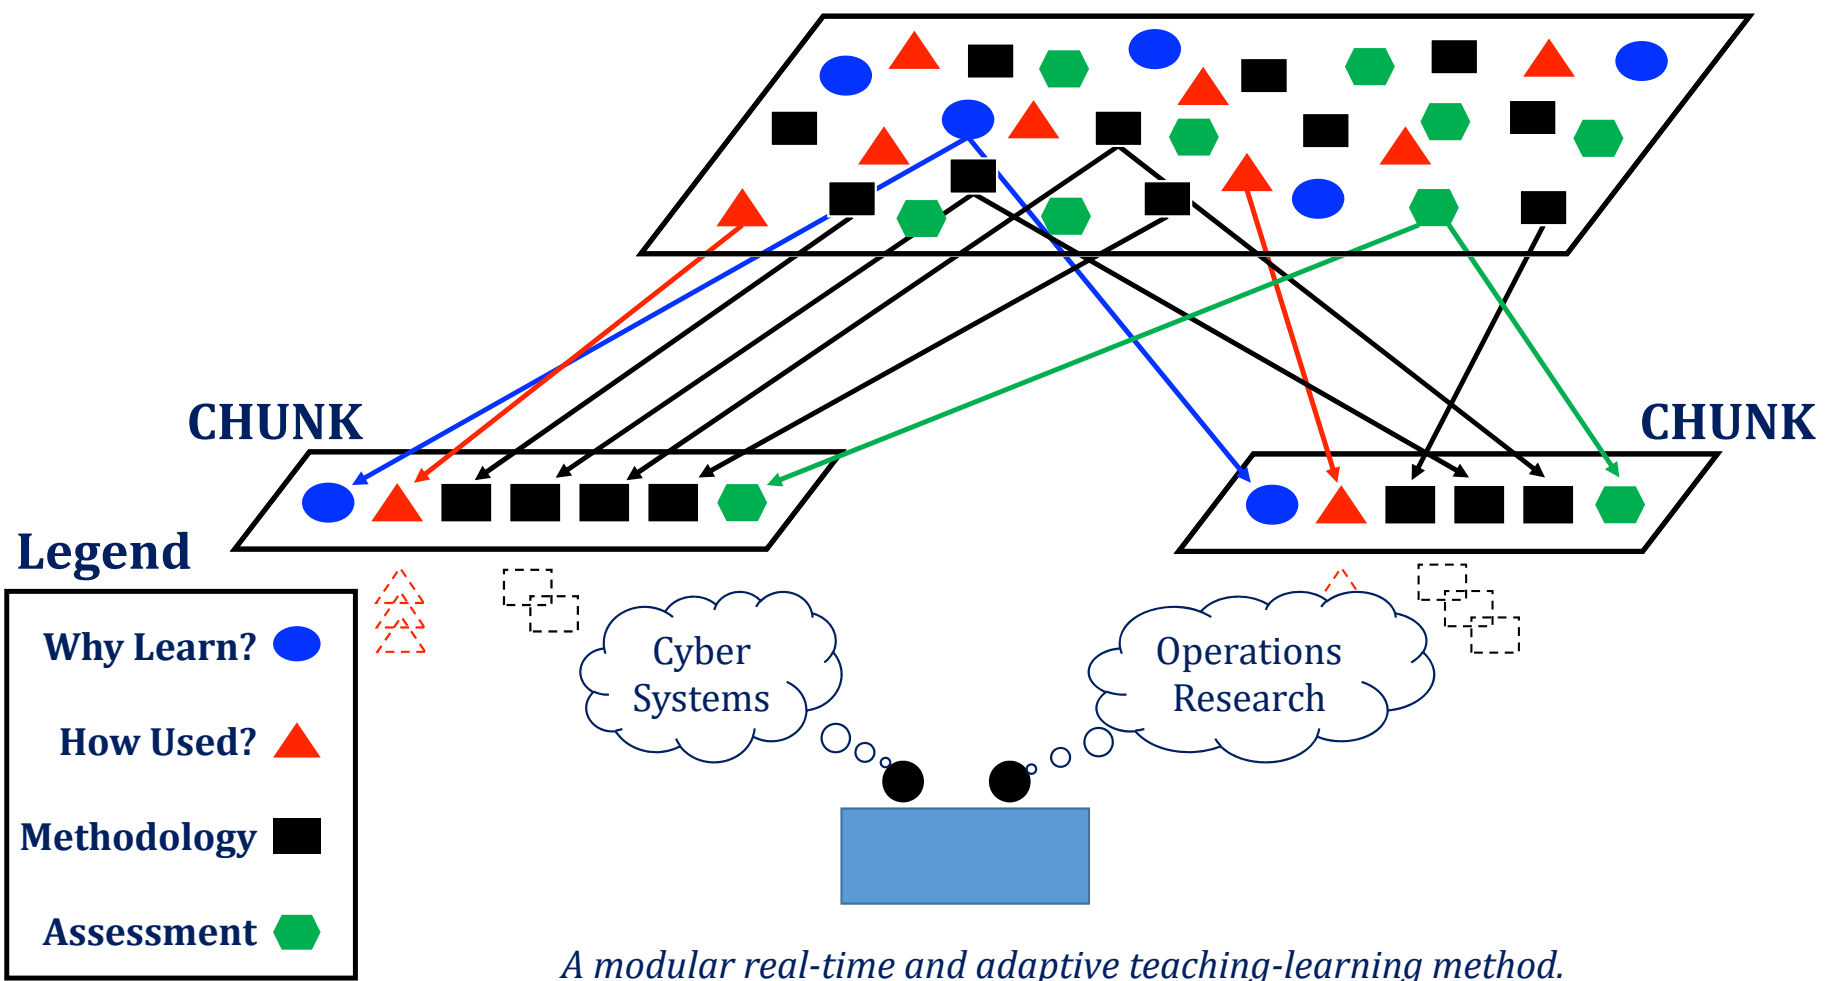 CHUNK
CHUNK
Legend
Why Learn?
How Used?
Methodology
Assessment
Cyber
Systems
Operations
Research
A modular real-time and adaptive teaching-learning method.